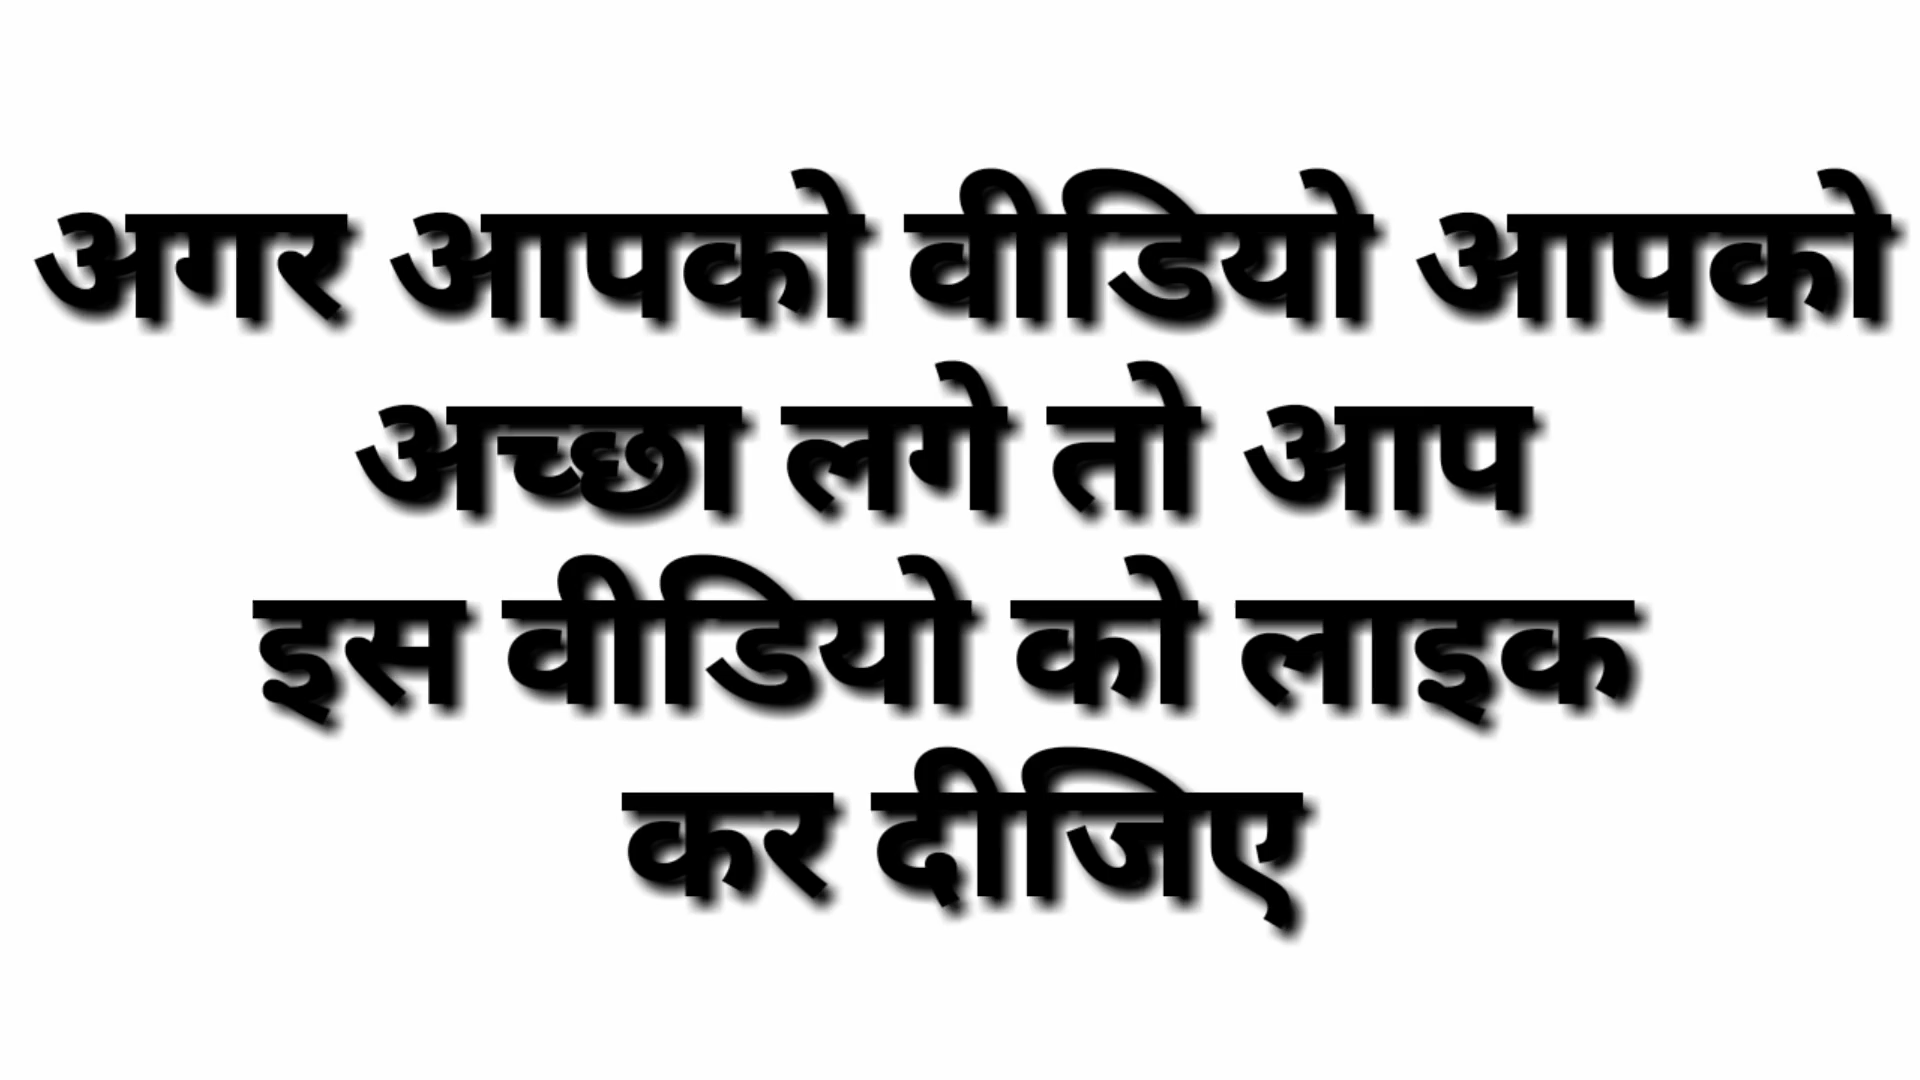 अगर आपको वीडियो आपको
अच्छा लगे तो आप
इस वीडियो को लाइक
कर दीजिए